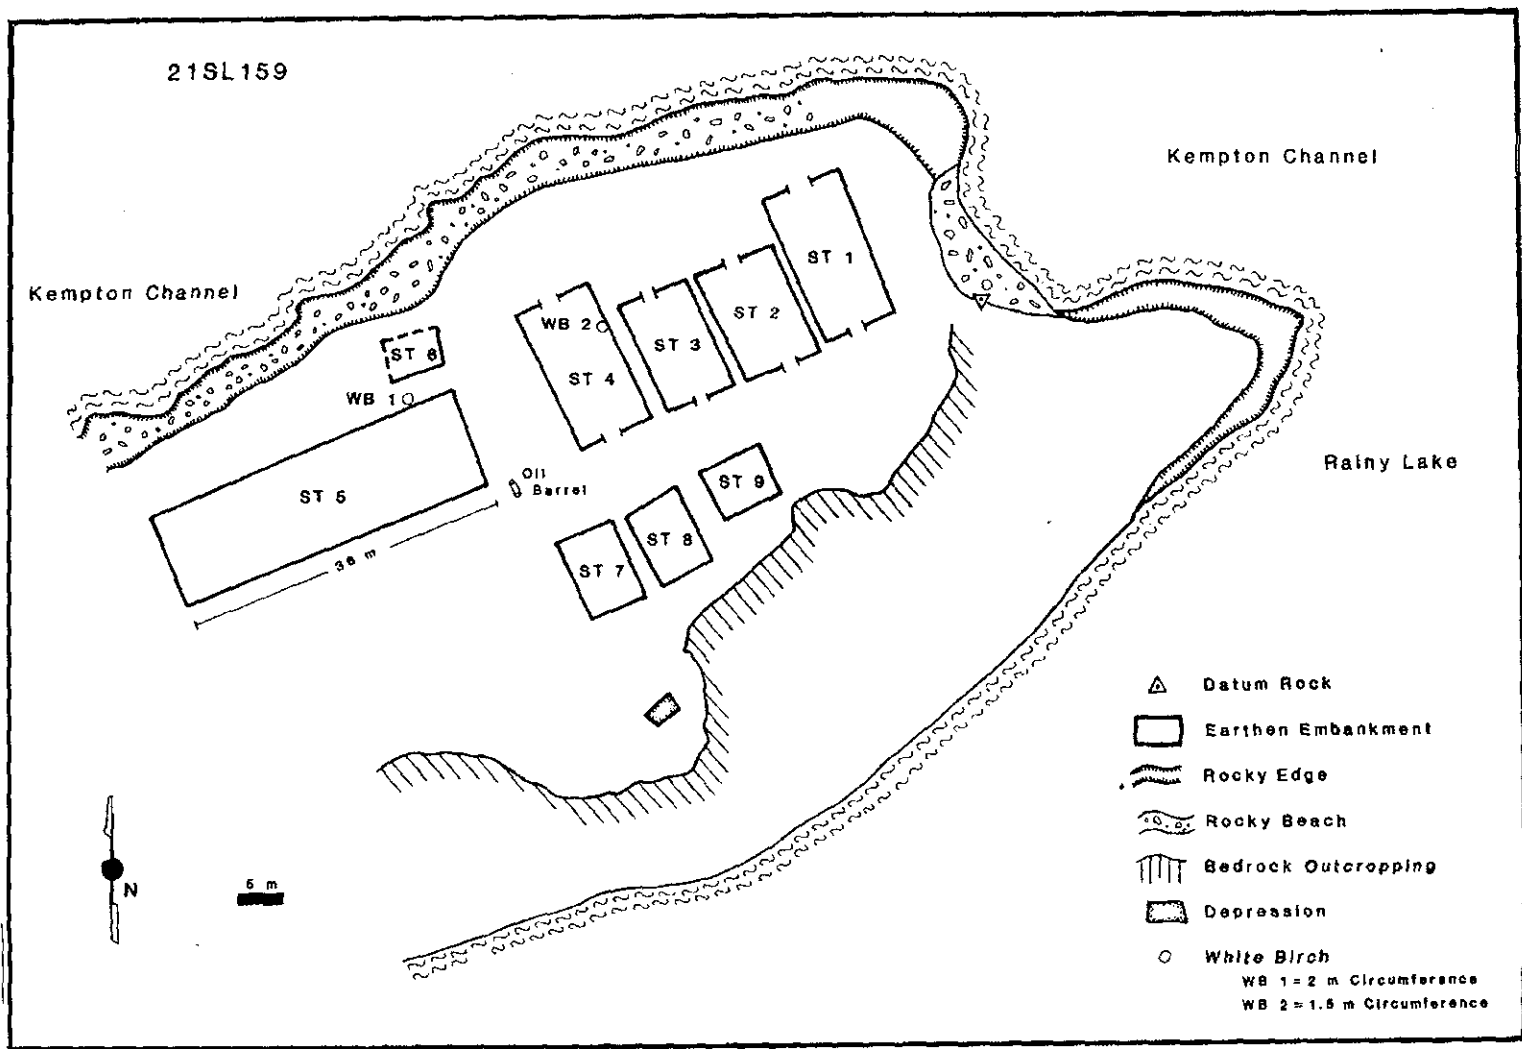 21SL159
Kempton Channel
Kempton Channel
ST 1
ST 2
WB 2
ST 3
ST 6
ST 4
WB 1
Rainy Lake
Oil
Barrel
ST 9
ST 5
ST 8
36 m
ST 7
Datum Rock
Earthen Embankment
Rocky Edge
Rocky Beach
Bedrock Outcropping
N
5 m
Depression
White Birch
WB 1 = 2 m Circumference
WB 2 = 1.5 m Circumference